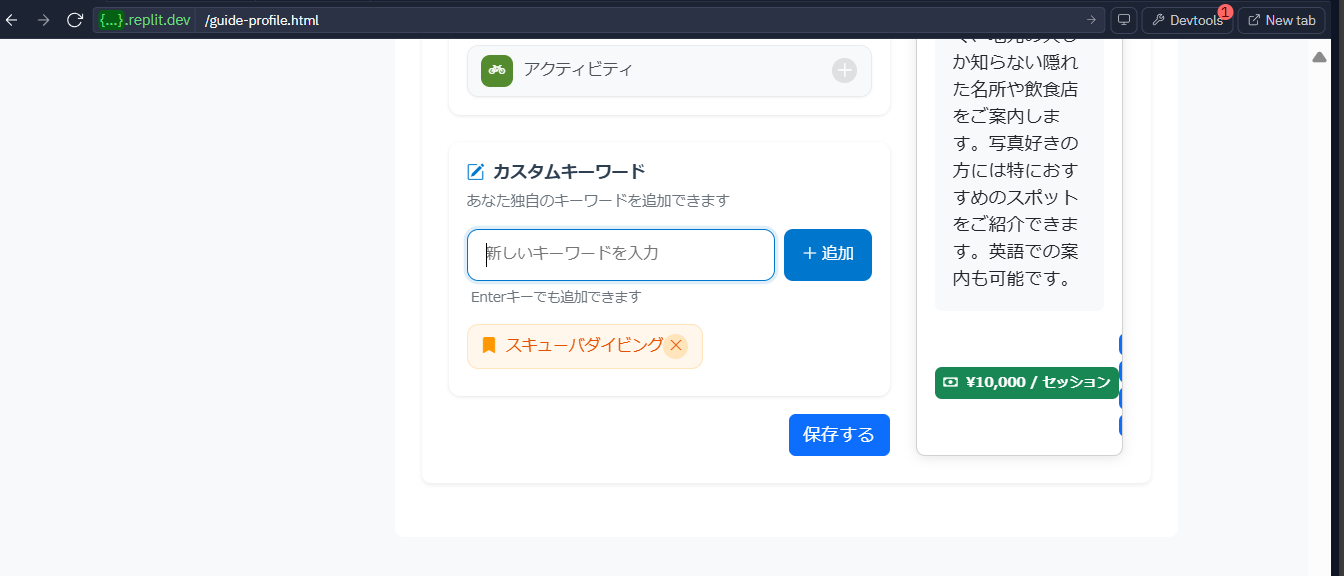 {...}.replit.dev /guide-profile.html
Devtools 1
New tab
アクティビティ
カスタムキーワード
あなた独自のキーワードを追加できます
新しいキーワードを入力
+ 追加
Enterキーでも追加できます
スキューバダイビング ×
保存する
か知らない隠れ
た名所や飲食店
をご案内しま
す。写真好きの
方には特におす
すめのスポット
をご紹介できま
す。英語での案
内も可能です。
¥10,000 / セッション